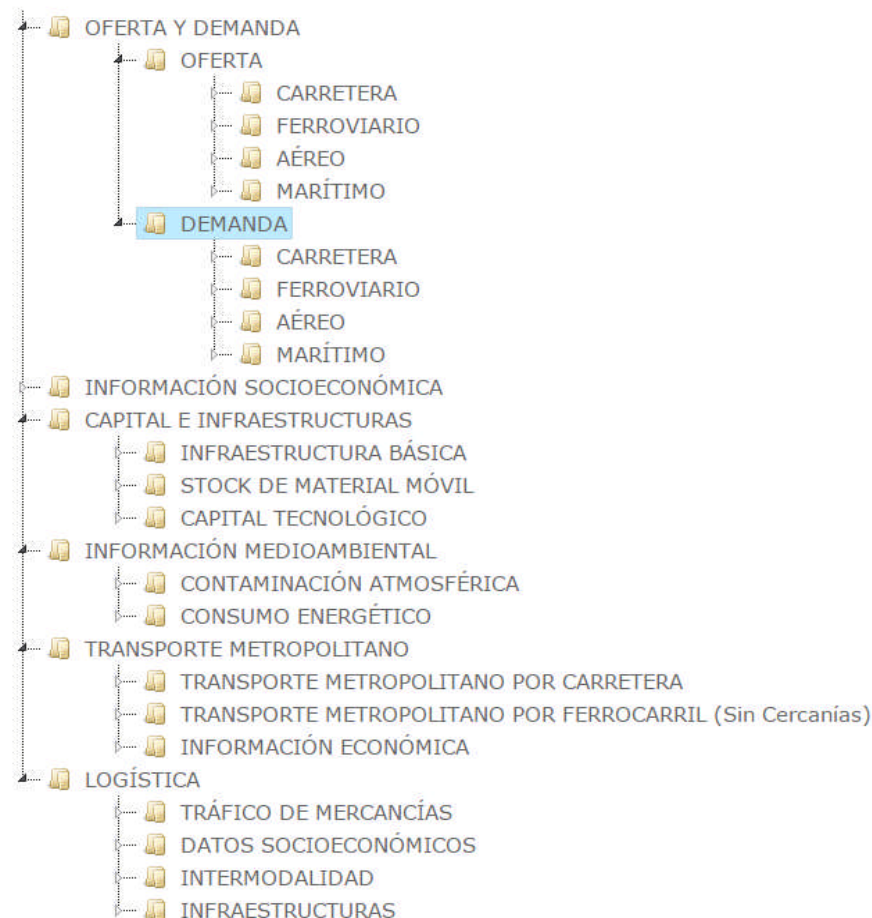 OFERTA Y DEMANDA
OFERTA
CARRETERA
FERROVIARIO
AÉREO
MARÍTIMO
DEMANDA
CARRETERA
FERROVIARIO
AÉREO
MARÍTIMO
INFORMACIÓN SOCIOECONÓMICA
CAPITAL E INFRAESTRUCTURAS
INFRAESTRUCTURA BÁSICA
STOCK DE MATERIAL MÓVIL
CAPITAL TECNOLÓGICO
INFORMACIÓN MEDIOAMBIENTAL
CONTAMINACIÓN ATMOSFÉRICA
CONSUMO ENERGÉTICO
TRANSPORTE METROPOLITANO
TRANSPORTE METROPOLITANO POR CARRETERA
TRANSPORTE METROPOLITANO POR FERROCARRIL (Sin Cercanías)
INFORMACIÓN ECONÓMICA
LOGÍSTICA
TRÁFICO DE MERCANCÍAS
DATOS SOCIOECONÓMICOS
INTERMODALIDAD
INFRAESTRUCTURAS